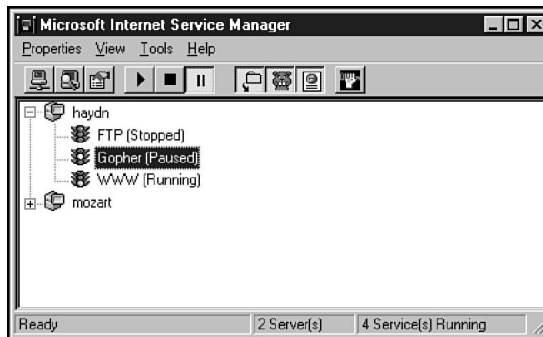 Microsoft Internet Service Manager
Properties View Tools Help
haydn
FTP (Stopped)
Gopher (Paused)
WWW (Running)
mozart
Ready 2 Server(s) 4 Service(s) Running